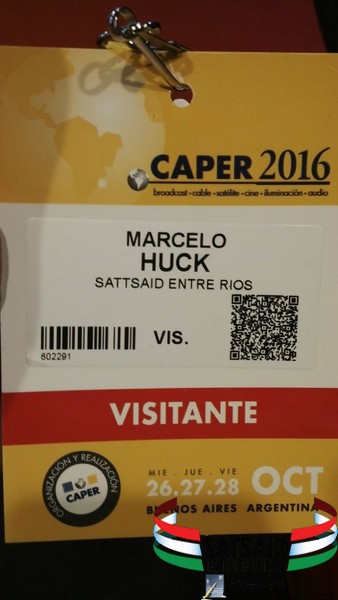 CAPER 2016
broadcast • cable • satélite • cine • iluminación • audio
MARCELO
HUCK
SATTSAID ENTRE RIOS
602291
VIS.
VISITANTE
ORGANIZACIÓN Y REALIZACIÓN
CAPER
MIE . JUE . VIE
26.27.28 OCT
BUENOS AIRES ARGENTINA